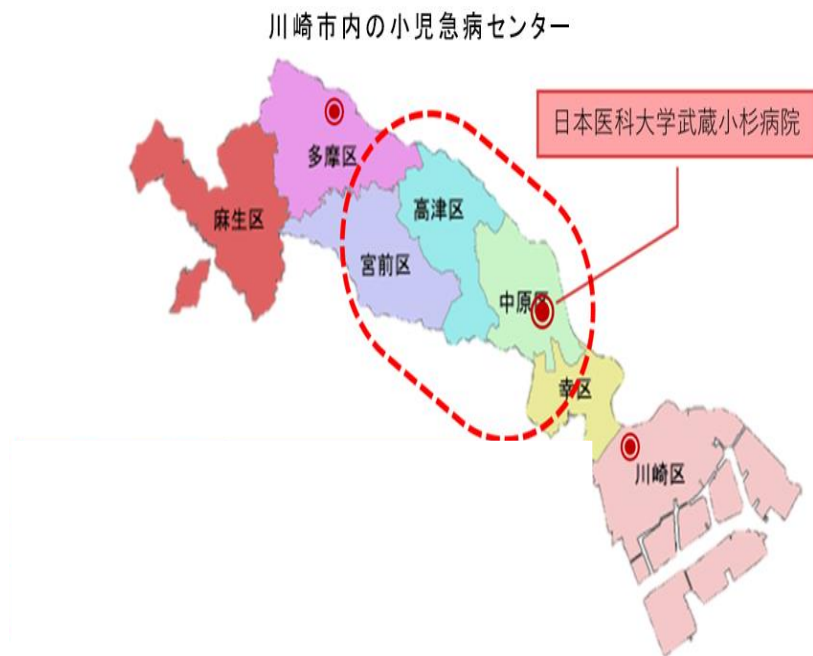 川崎市内の小児急病センター
日本医科大学武蔵小杉病院
多摩区
高津区
麻生区
宮前区
中原区
幸区
川崎区